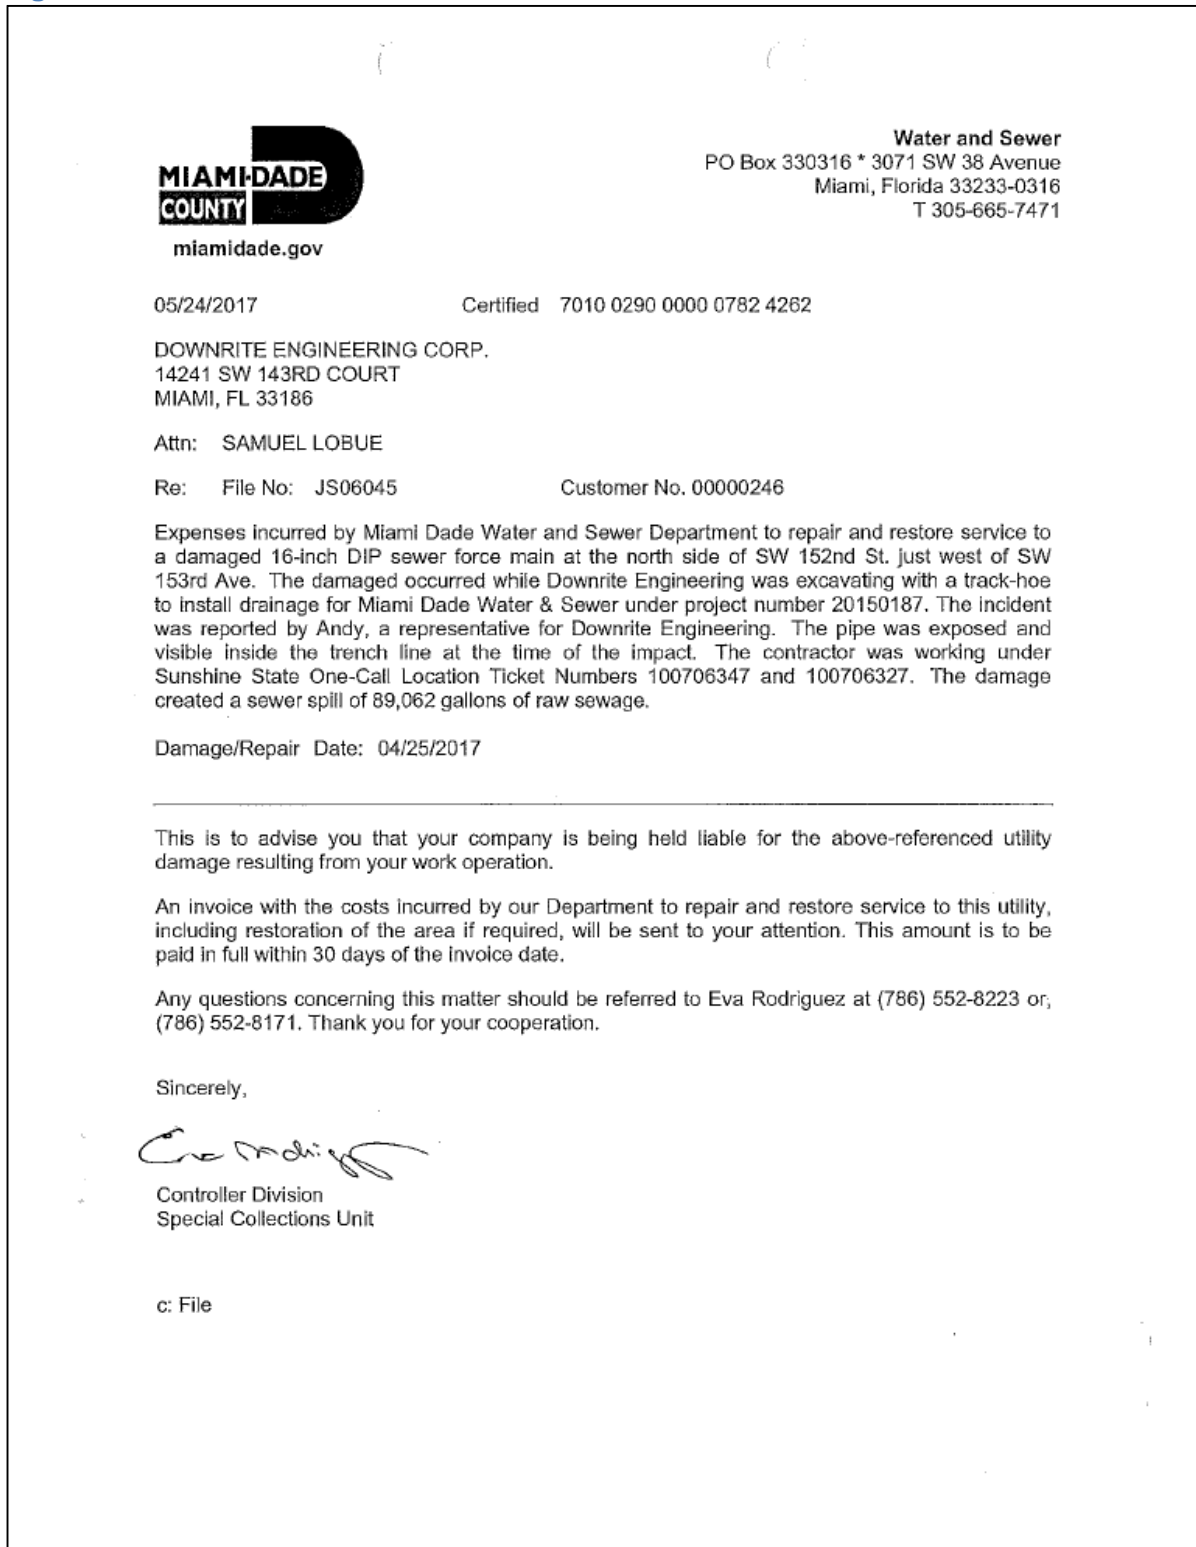 MIAMI-DADE
COUNTY
miamidade.gov
Water and Sewer
PO Box 330316 * 3071 SW 38 Avenue
Miami, Florida 33233-0316
T 305-665-7471
05/24/2017 Certified 7010 0290 0000 0782 4262
DOWNRITE ENGINEERING CORP.
14241 SW 143RD COURT
MIAMI, FL 33186
Attn: SAMUEL LOBUE
Re: File No: JS06045 Customer No. 00000246
Expenses incurred by Miami Dade Water and Sewer Department to repair and restore service to
a damaged 16-inch DIP sewer force main at the north side of SW 152nd St. just west of SW
153rd Ave. The damaged occurred while Downrite Engineering was excavating with a track-hoe
to install drainage for Miami Dade Water & Sewer under project number 20150187. The incident
was reported by Andy, a representative for Downrite Engineering. The pipe was exposed and
visible inside the trench line at the time of the impact. The contractor was working under
Sunshine State One-Call Location Ticket Numbers 100706347 and 100706327. The damage
created a sewer spill of 89,062 gallons of raw sewage.
Damage/Repair Date: 04/25/2017
This is to advise you that your company is being held liable for the above-referenced utility
damage resulting from your work operation.
An invoice with the costs incurred by our Department to repair and restore service to this utility,
including restoration of the area if required, will be sent to your attention. This amount is to be
paid in full within 30 days of the invoice date.
Any questions concerning this matter should be referred to Eva Rodriguez at (786) 552-8223 or,
(786) 552-8171. Thank you for your cooperation.
Sincerely,
Controller Division
Special Collections Unit
c: File